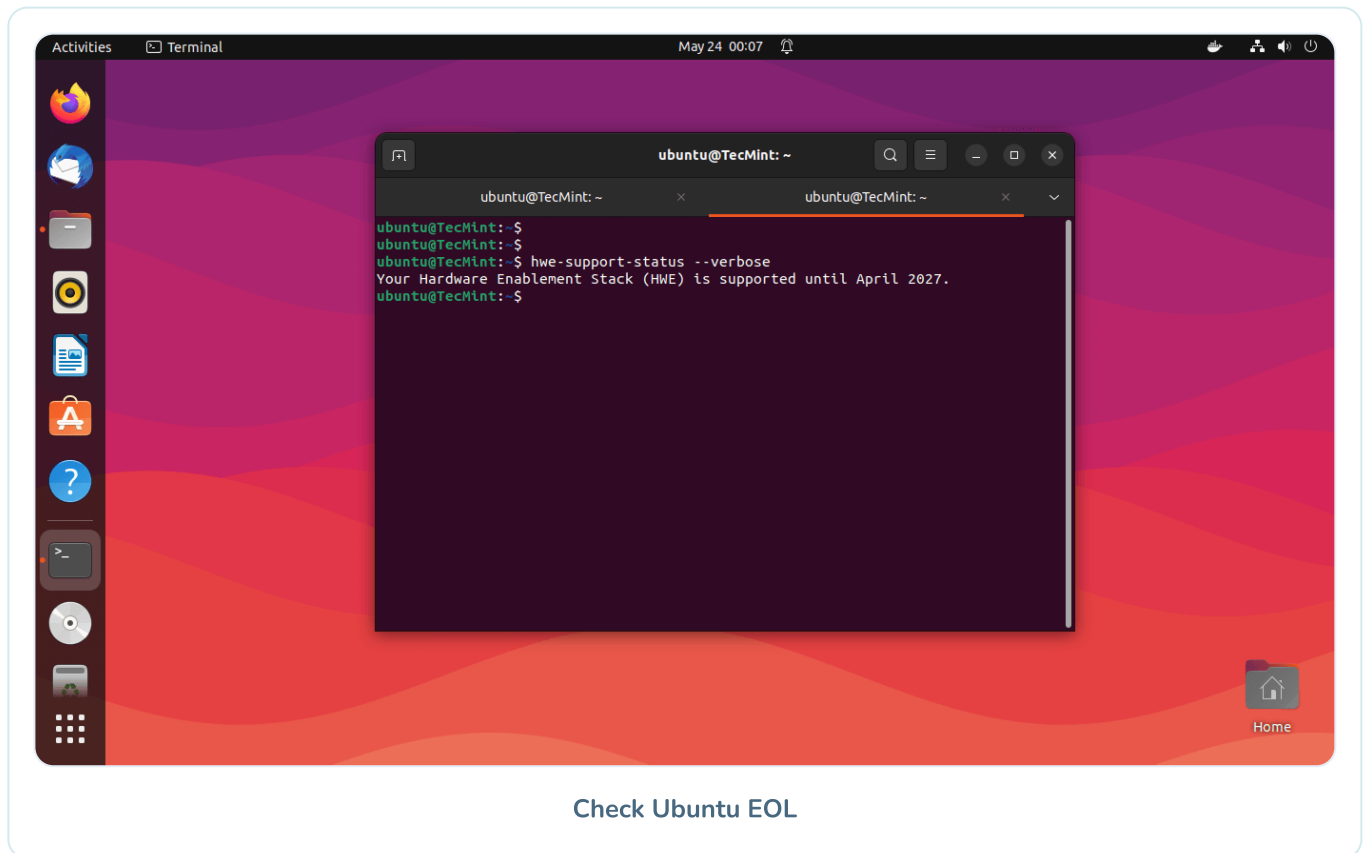 Activities Terminal May 24 00:07
ubuntu@TecMint: ~
ubuntu@TecMint: ~ ubuntu@TecMint: ~
ubuntu@TecMint:~$
ubuntu@TecMint:~$
ubuntu@TecMint:~$ hwe-support-status --verbose
Your Hardware Enablement Stack (HWE) is supported until April 2027.
ubuntu@TecMint:~$
Home
Check Ubuntu EOL